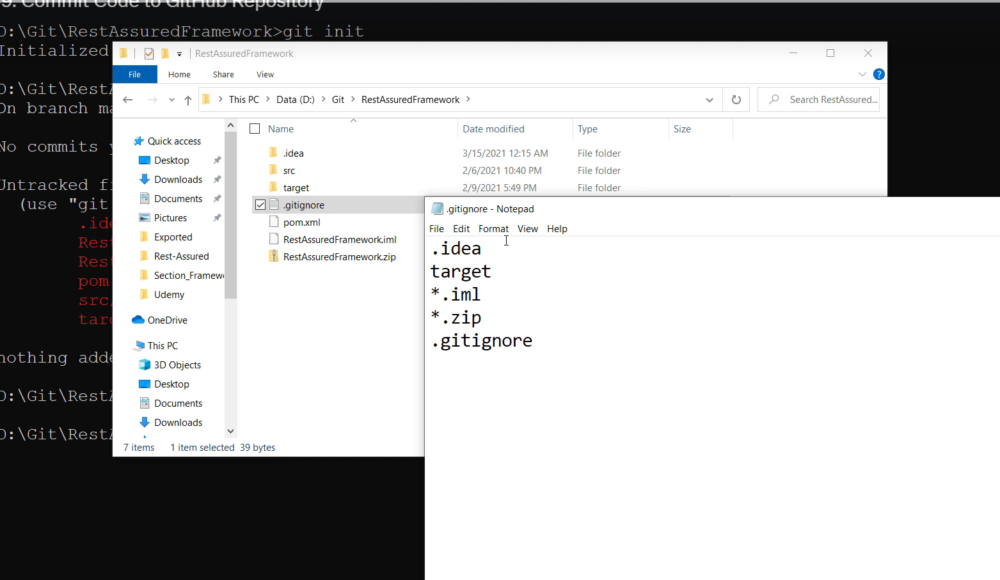 9. Commit Code to GitHub Repository
D:\Git\RestAssuredFramework>git init
Initialized
D:\Git\Rest
On branch
No commits
Untracked
(use "git
.ide
Rest
Rest
pom
src/
targ
nothing adde
D:\Git\Rest
D:\Git\Rest
RestAssuredFramework
File Home Share View
This PC > Data (D:) > Git > RestAssuredFramework >
Search RestAssured...
Quick access
Desktop
Downloads
Documents
Pictures
Exported
Rest-Assured
Section_Framew
Udemy
OneDrive
This PC
3D Objects
Desktop
Documents
Downloads
Name Date modified Type Size
.idea 3/15/2021 12:15 AM File folder
src 2/6/2021 10:40 PM File folder
target 2/9/2021 5:49 PM File folder
.gitignore
pom.xml
RestAssuredFramework.iml
RestAssuredFramework.zip
7 items 1 item selected 39 bytes
.gitignore - Notepad
File Edit Format View Help
.idea
target
*.iml
*.zip
.gitignore